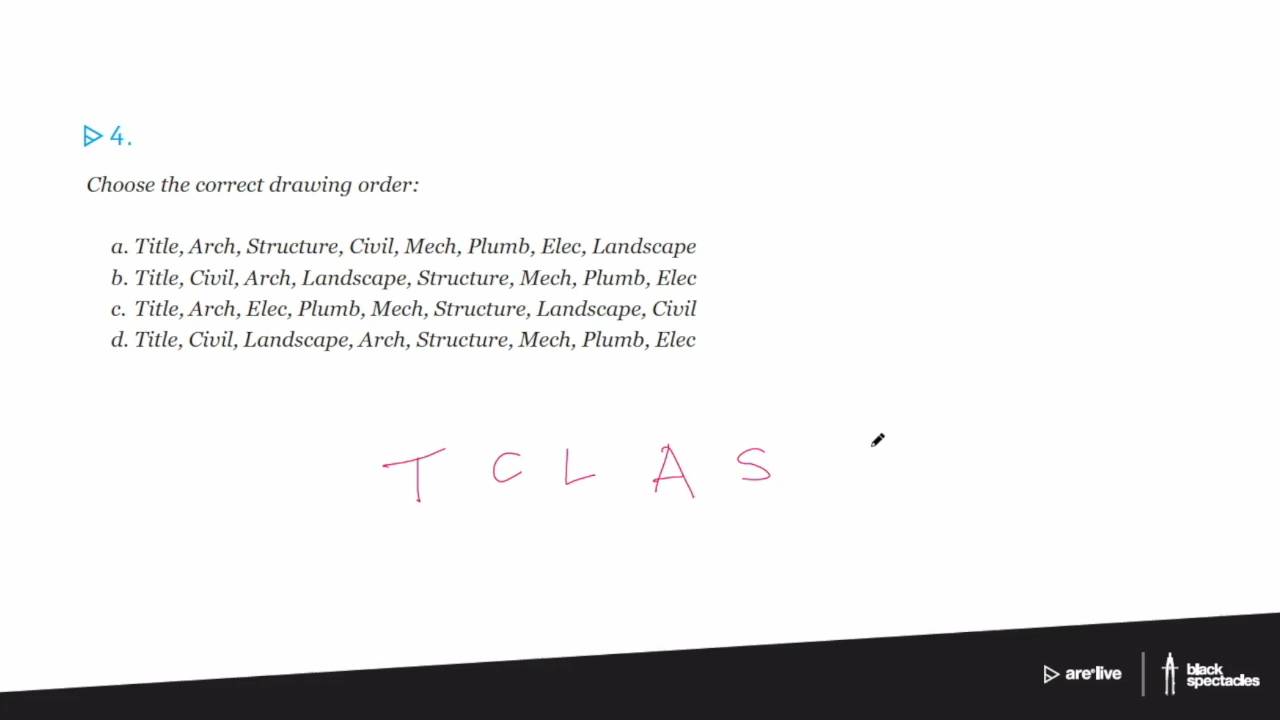 4.
Choose the correct drawing order:
a. Title, Arch, Structure, Civil, Mech, Plumb, Elec, Landscape
b. Title, Civil, Arch, Landscape, Structure, Mech, Plumb, Elec
c. Title, Arch, Elec, Plumb, Mech, Structure, Landscape, Civil
d. Title, Civil, Landscape, Arch, Structure, Mech, Plumb, Elec
T C L A S
are®live
black
spectacles